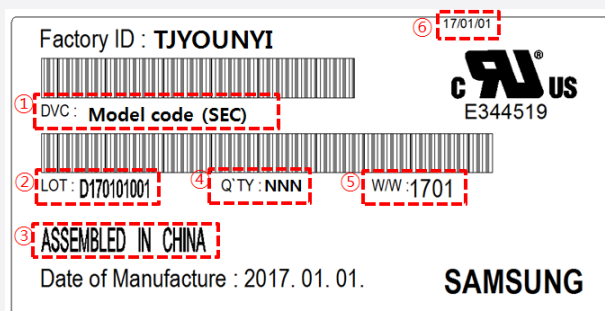 ⑥ 17/01/01
Factory ID : TJYOUNYI
c RU ® US
E344519
① DVC : Model code (SEC)
② LOT : D170101001 ④ Q`TY : NNN ⑤ W/W :1701
③ ASSEMBLED IN CHINA
Date of Manufacture : 2017. 01. 01.
SAMSUNG